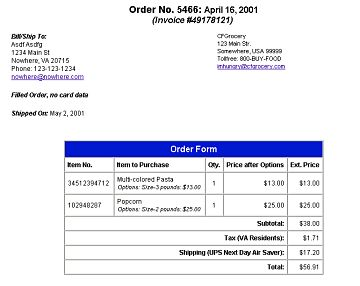 Order No. 5466: April 16, 2001
(Invoice #49178121)
Bill/Ship To:
Asdf Asdfg
1234 Main St
Nowhere, VA 20715
Phone: 123-123-1234
nowhere@nowhere.com
CFGrocery
123 Main Str.
Somewhere, USA 99999
Tollfree: 800-BUY-FOOD
imhungry@cfgrocery.com
Filled Order, no card data
Shipped On: May 2, 2001
Order Form
Item No. Item to Purchase Qty. Price after Options Ext. Price
34512394712 Multi-colored Pasta 1 $13.00 $13.00
Options: Size-3 pounds: $13.00
102948287 Popcorn 1 $25.00 $25.00
Options: Size-2 pounds: $25.00
Subtotal: $38.00
Tax (VA Residents): $1.71
Shipping (UPS Next Day Air Saver): $17.20
Total: $56.91